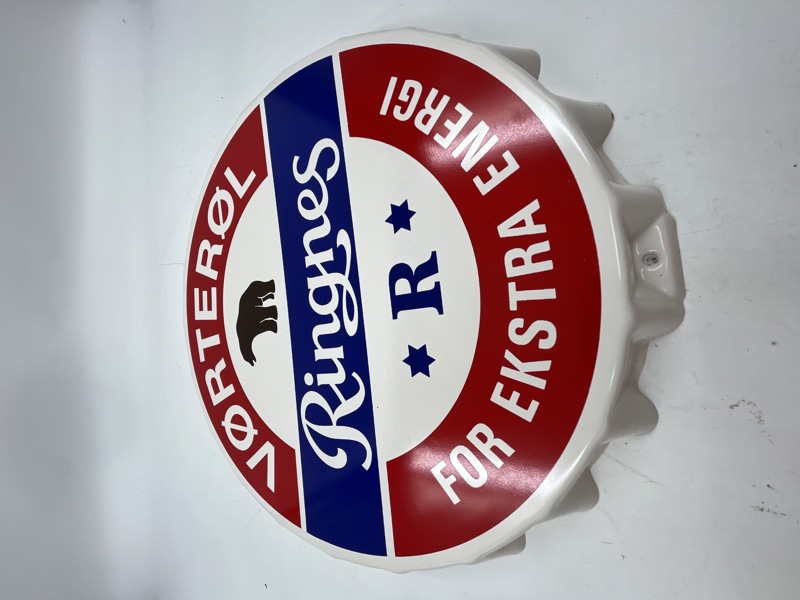 VØRTERØL
Ringnes
R
FOR EKSTRA ENERGI